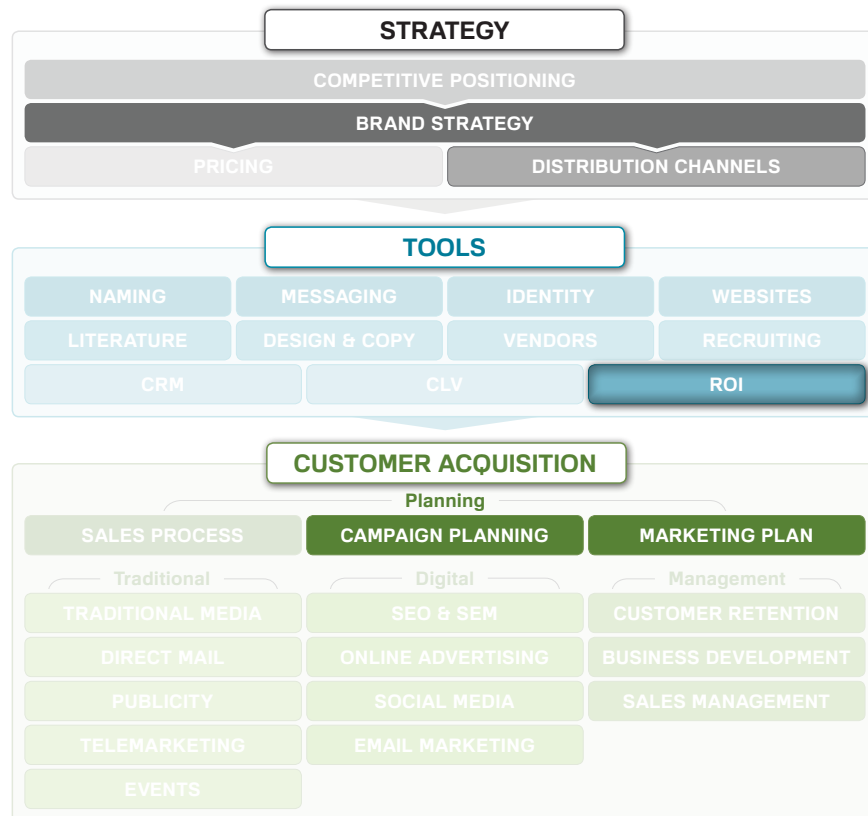 STRATEGY
COMPETITIVE POSITIONING
BRAND STRATEGY
PRICING DISTRIBUTION CHANNELS
TOOLS
NAMING MESSAGING IDENTITY WEBSITES
LITERATURE DESIGN & COPY VENDORS RECRUITING
CRM CLV ROI
CUSTOMER ACQUISITION
Planning
SALES PROCESS CAMPAIGN PLANNING MARKETING PLAN
Traditional Digital Management
TRADITIONAL MEDIA SEO & SEM CUSTOMER RETENTION
DIRECT MAIL ONLINE ADVERTISING BUSINESS DEVELOPMENT
PUBLICITY SOCIAL MEDIA SALES MANAGEMENT
TELEMARKETING EMAIL MARKETING
EVENTS